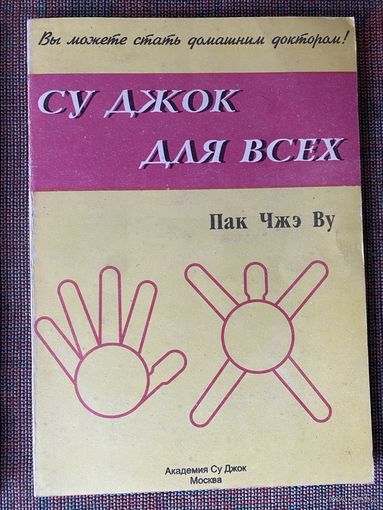 Вы можете стать домашним доктором!
СУ ДЖОК
ДЛЯ ВСЕХ
Пак Чжэ Ву
Академия Су Джок
Москва